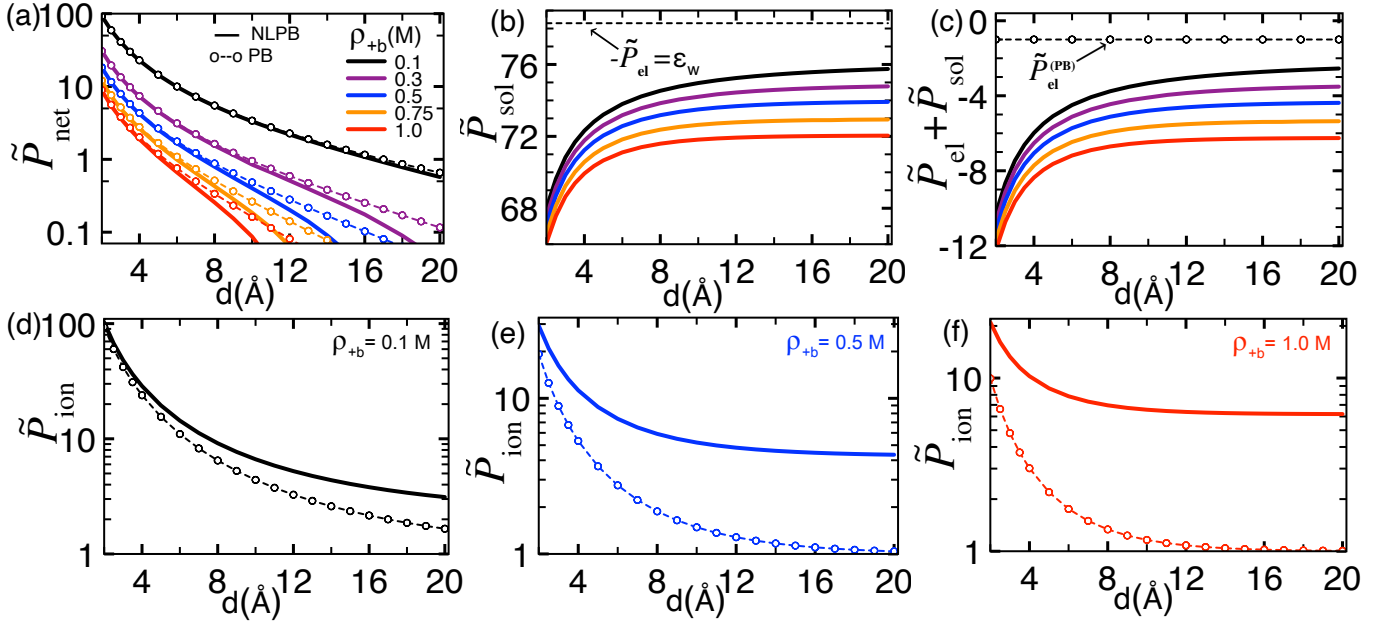 (a)
P̃net
100
10
1
0.1
NLPB
o--o PB
ρ+b(M)
0.1
0.3
0.5
0.75
1.0
4 8 12 16 20
d(Å)
(b)
P̃sol
76
72
68
-P̃el = εw
4 8 12 16 20
d(Å)
(c)
P̃el + P̃sol
0
-4
-8
-12
P̃el(PB)
4 8 12 16 20
d(Å)
(d)
P̃ion
100
10
1
ρ+b= 0.1 M
4 8 12 16 20
d(Å)
(e)
P̃ion
10
1
ρ+b= 0.5 M
4 8 12 16 20
d(Å)
(f)
P̃ion
10
1
ρ+b= 1.0 M
4 8 12 16 20
d(Å)